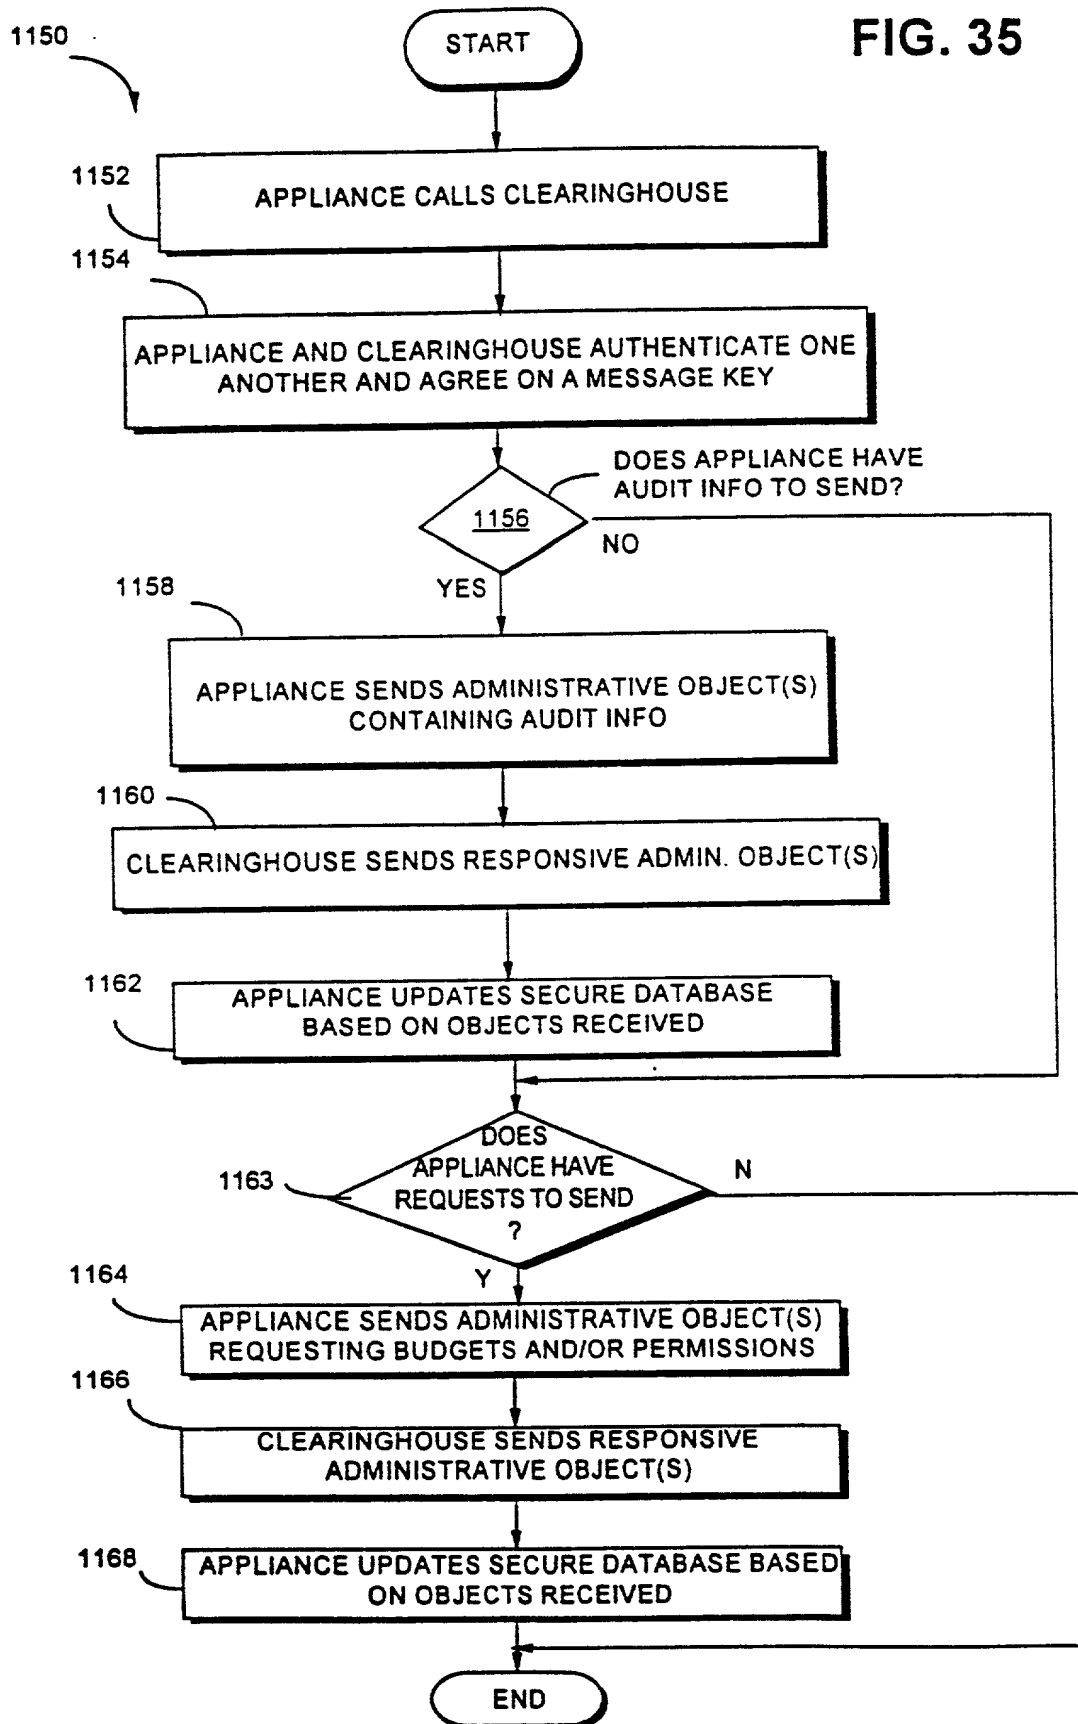 FIG. 35
1150
START
1152
APPLIANCE CALLS CLEARINGHOUSE
1154
APPLIANCE AND CLEARINGHOUSE AUTHENTICATE ONE
ANOTHER AND AGREE ON A MESSAGE KEY
DOES APPLIANCE HAVE
AUDIT INFO TO SEND?
1156
NO
YES
1158
APPLIANCE SENDS ADMINISTRATIVE OBJECT(S)
CONTAINING AUDIT INFO
1160
CLEARINGHOUSE SENDS RESPONSIVE ADMIN. OBJECT(S)
1162
APPLIANCE UPDATES SECURE DATABASE
BASED ON OBJECTS RECEIVED
1163
DOES
APPLIANCE HAVE
REQUESTS TO SEND
?
N
Y
1164
APPLIANCE SENDS ADMINISTRATIVE OBJECT(S)
REQUESTING BUDGETS AND/OR PERMISSIONS
1166
CLEARINGHOUSE SENDS RESPONSIVE
ADMINISTRATIVE OBJECT(S)
1168
APPLIANCE UPDATES SECURE DATABASE BASED
ON OBJECTS RECEIVED
END